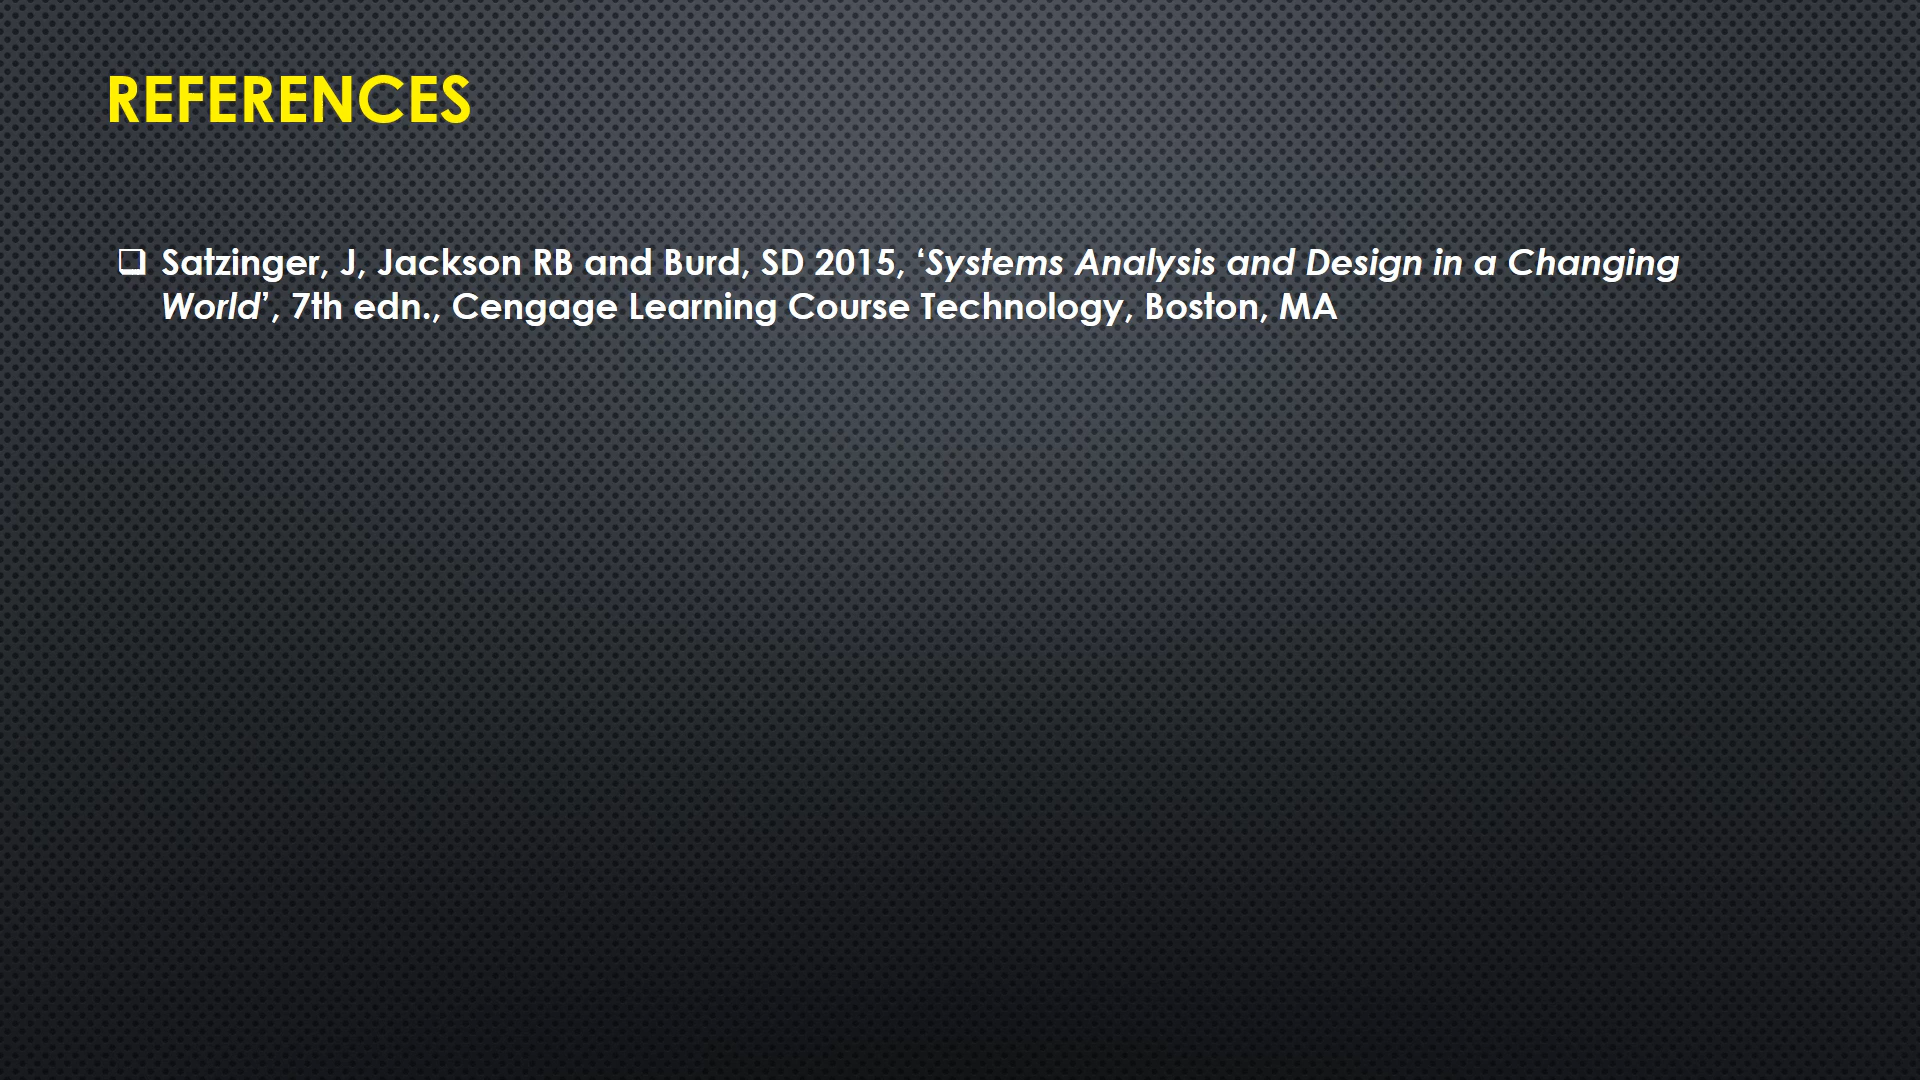 REFERENCES
❑ Satzinger, J, Jackson RB and Burd, SD 2015, ‘Systems Analysis and Design in a Changing
World’, 7th edn., Cengage Learning Course Technology, Boston, MA